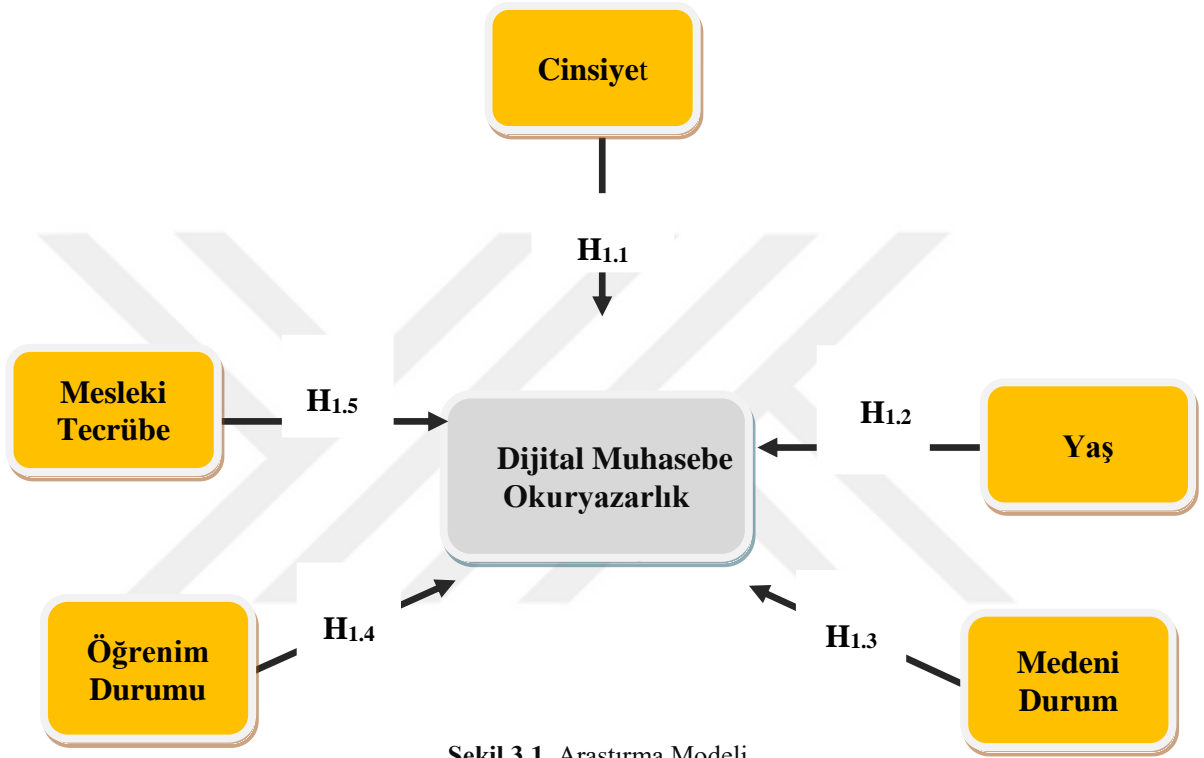 Cinsiyet
H1.1
Mesleki
Tecrübe
H1.5
Dijital Muhasebe
Okuryazarlık
H1.2
Yaş
Öğrenim
Durumu
H1.4
H1.3
Medeni
Durum
Şekil 3.1. Araştırma Modeli